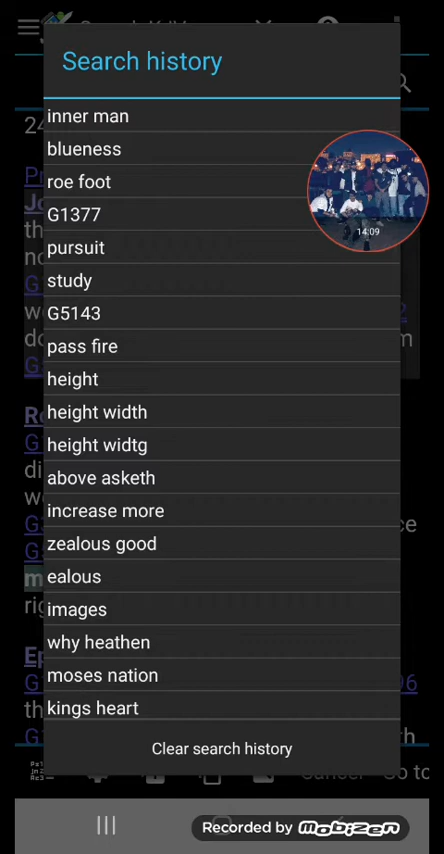 Search history
inner man
blueness
roe foot
14:09
G1377
pursuit
study
G5143
pass fire
height
height width
height widtg
above asketh
increase more
zealous good
ealous
images
why heathen
moses nation
kings heart
Clear search history
Recorded by Mobizen